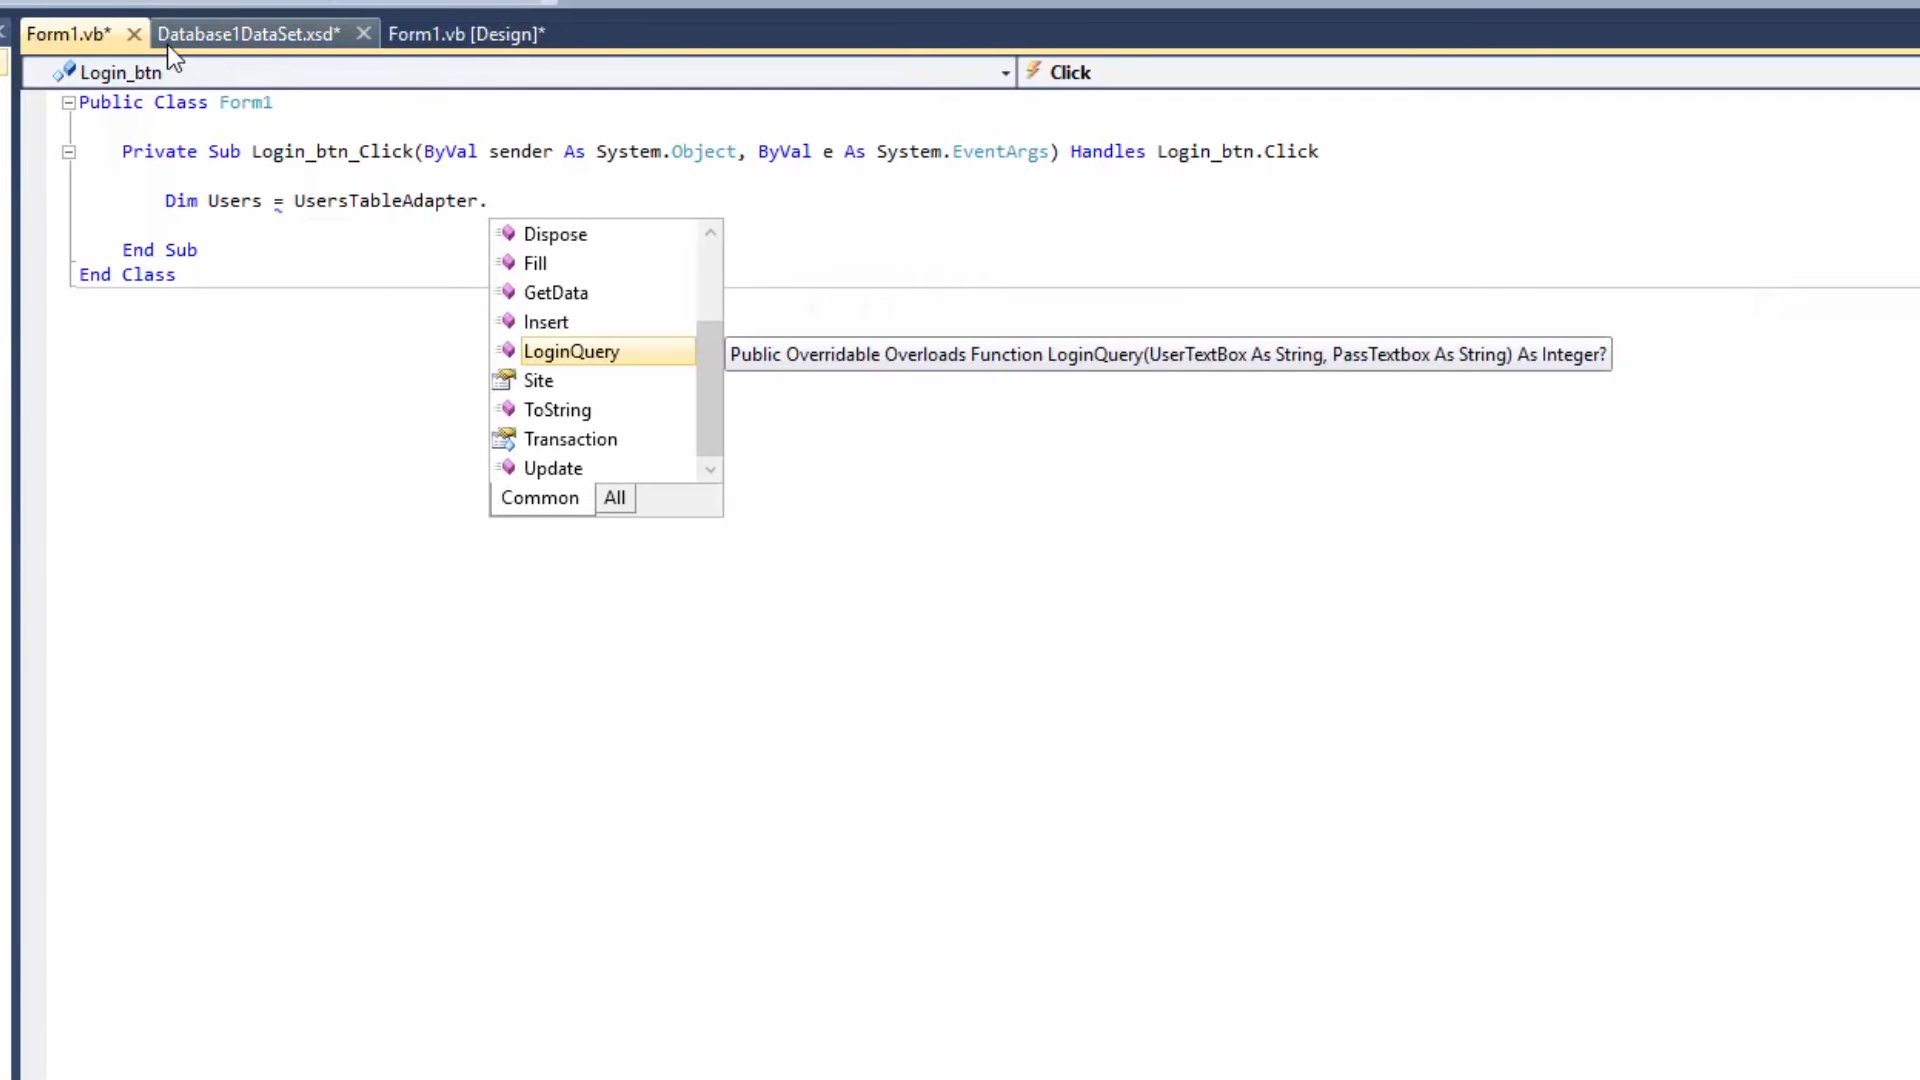 Form1.vb* Database1DataSet.xsd* Form1.vb [Design]*
Login_btn Click
Public Class Form1
Private Sub Login_btn_Click(ByVal sender As System.Object, ByVal e As System.EventArgs) Handles Login_btn.Click
Dim Users = UsersTableAdapter.
End Sub
End Class
Dispose
Fill
GetData
Insert
LoginQuery
Public Overridable Overloads Function LoginQuery(UserTextBox As String, PassTextbox As String) As Integer?
Site
ToString
Transaction
Update
Common All